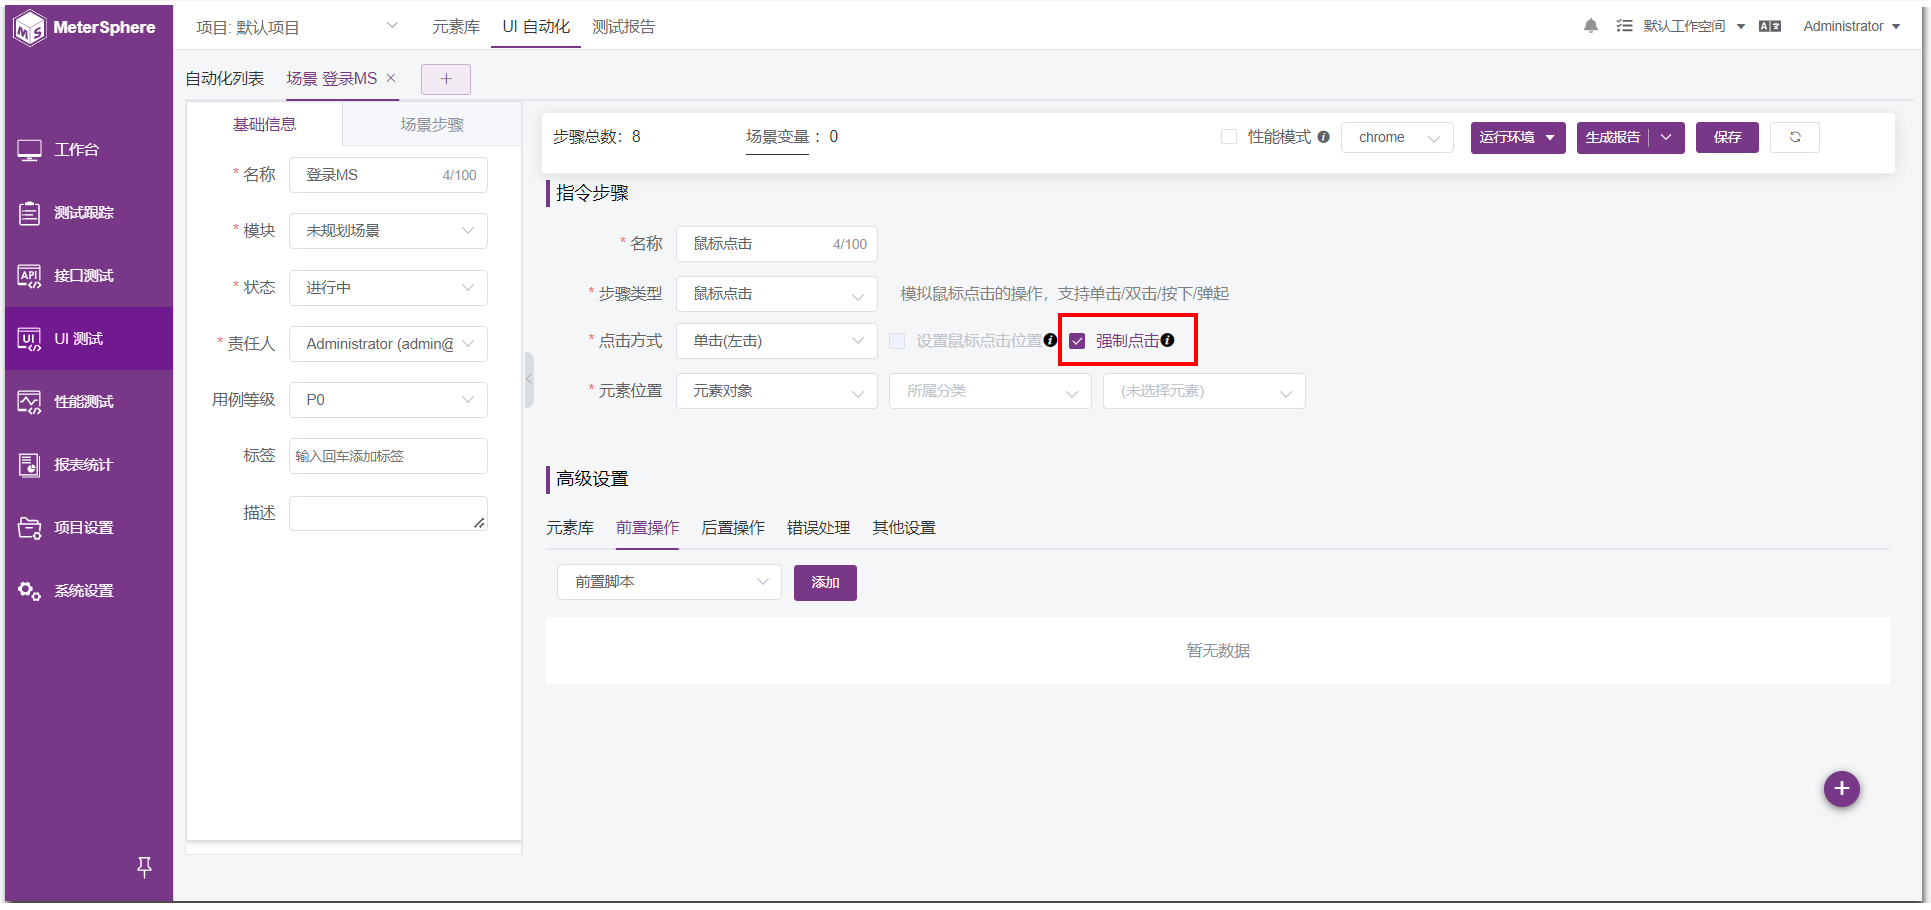 MeterSphere
项目: 默认项目
元素库
UI 自动化
测试报告
默认工作空间
Administrator
工作台
测试跟踪
接口测试
UI 测试
性能测试
报表统计
项目设置
系统设置
自动化列表
场景 登录MS
基础信息
场景步骤
* 名称
登录MS
4/100
* 模块
未规划场景
* 状态
进行中
* 责任人
Administrator (admin@
用例等级
P0
标签
输入回车添加标签
描述
步骤总数: 8
场景变量 : 0
性能模式
chrome
运行环境
生成报告
保存
指令步骤
* 名称
鼠标点击
4/100
* 步骤类型
鼠标点击
模拟鼠标点击的操作，支持单击/双击/按下/弹起
* 点击方式
单击(左击)
设置鼠标点击位置
强制点击
* 元素位置
元素对象
所属分类
(未选择元素)
高级设置
元素库
前置操作
后置操作
错误处理
其他设置
前置脚本
添加
暂无数据